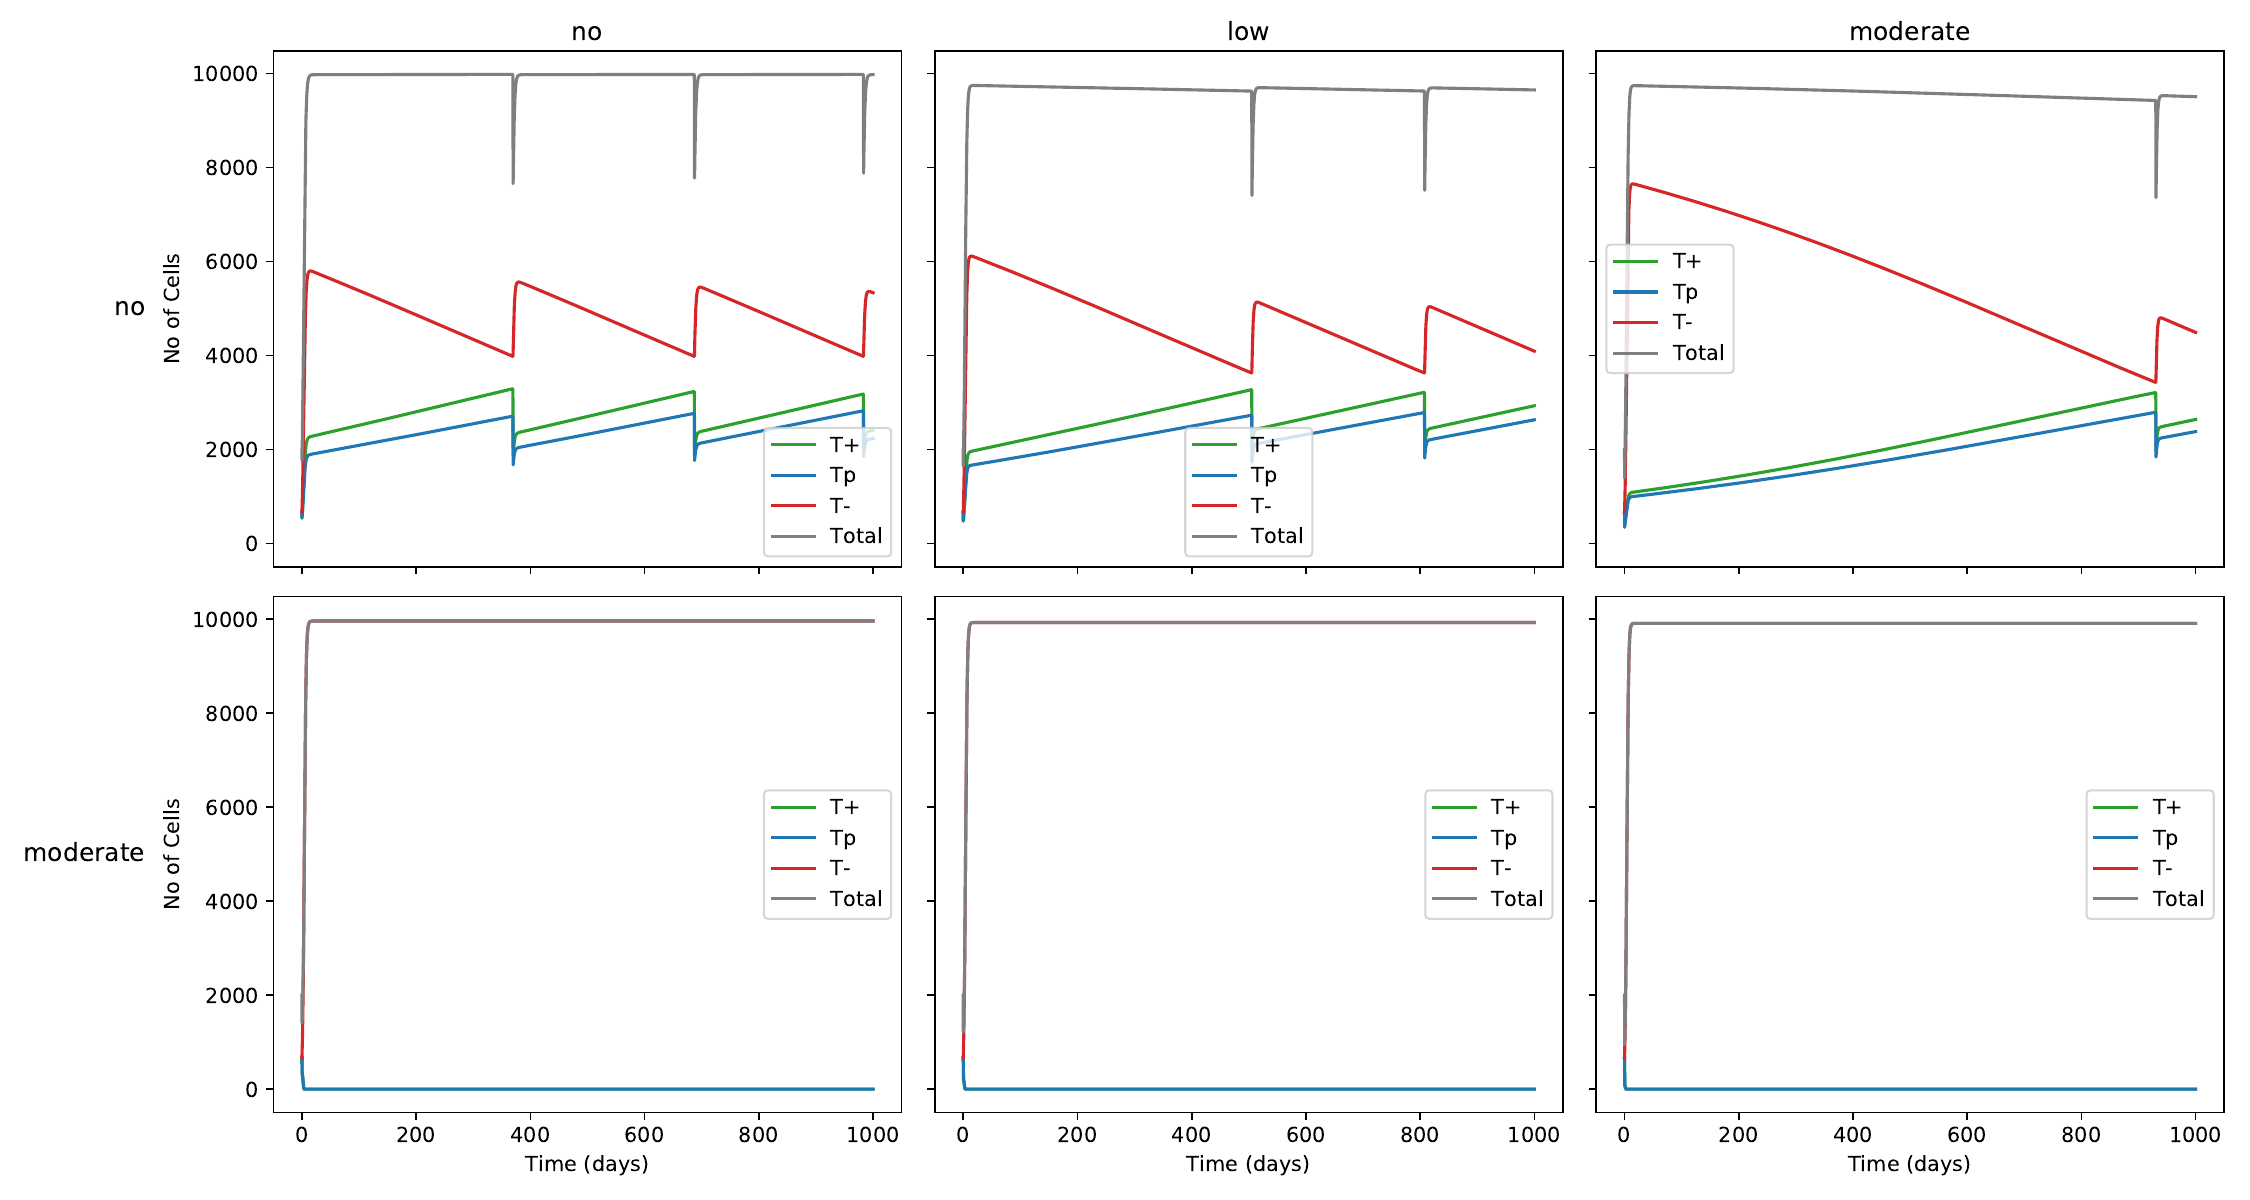 no
low
moderate
no
No of Cells
10000
8000
6000
4000
2000
0
T+
Tp
T-
Total
T+
Tp
T-
Total
T+
Tp
T-
Total
moderate
No of Cells
10000
8000
6000
4000
2000
0
T+
Tp
T-
Total
T+
Tp
T-
Total
T+
Tp
T-
Total
0 200 400 600 800 1000
0 200 400 600 800 1000
0 200 400 600 800 1000
Time (days)
Time (days)
Time (days)